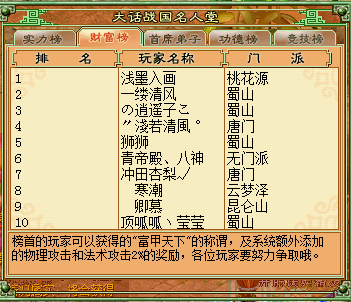 大话战国名人堂
实力榜 财富榜 首席弟子 功德榜 竞技榜
排 名 玩家名称 门 派
1 浅墨入画 桃花源
2 一缕清风 蜀山
3 の逍遥子こ 蜀山
4 〃淺若清風° 唐门
5 狮狮 蜀山
6 青帝殿、八神 无门派
7 冲田杏梨ノ 唐门
8 寒潮 云梦泽
9 卿慕 昆仑山
10 顶呱呱丶莹莹 蜀山
榜首的玩家可以获得的"富甲天下"的称谓，及系统额外添加
的物理攻击和法术攻击2%的奖励，各位玩家要努力争取哦。